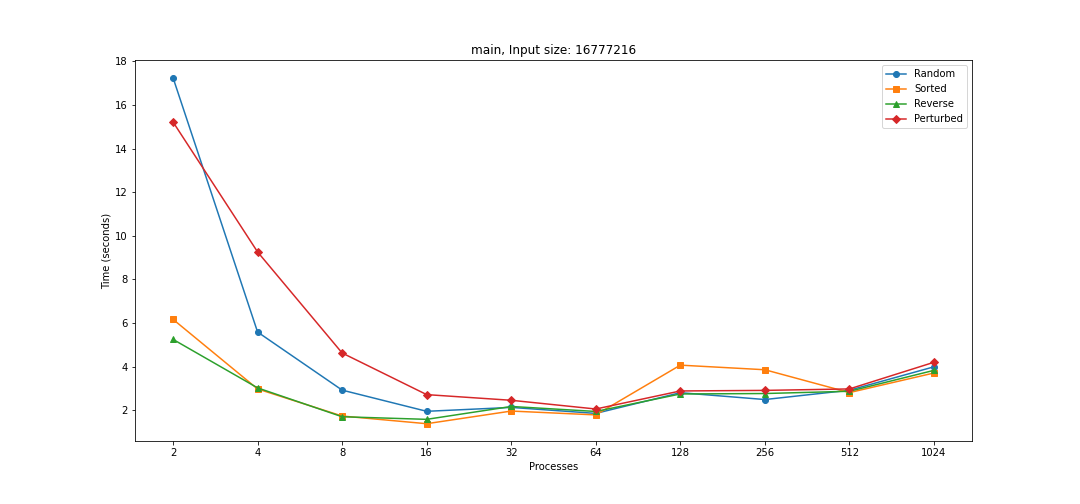 main, Input size: 16777216
Random
Sorted
Reverse
Perturbed
Time (seconds)
18
16
14
12
10
8
6
4
2
2 4 8 16 32 64 128 256 512 1024
Processes